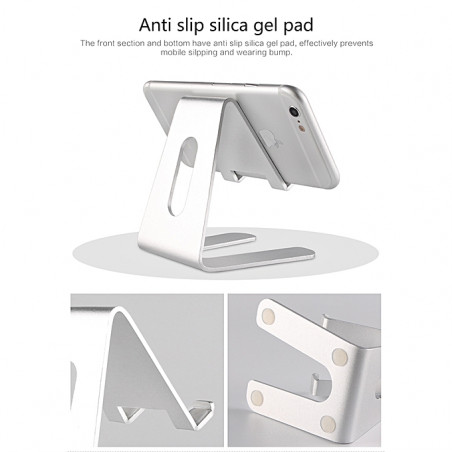 Anti slip silica gel pad
The front section and bottom have anti slip silica gel pad, effectively prevents
mobile silpping and wearing bump.